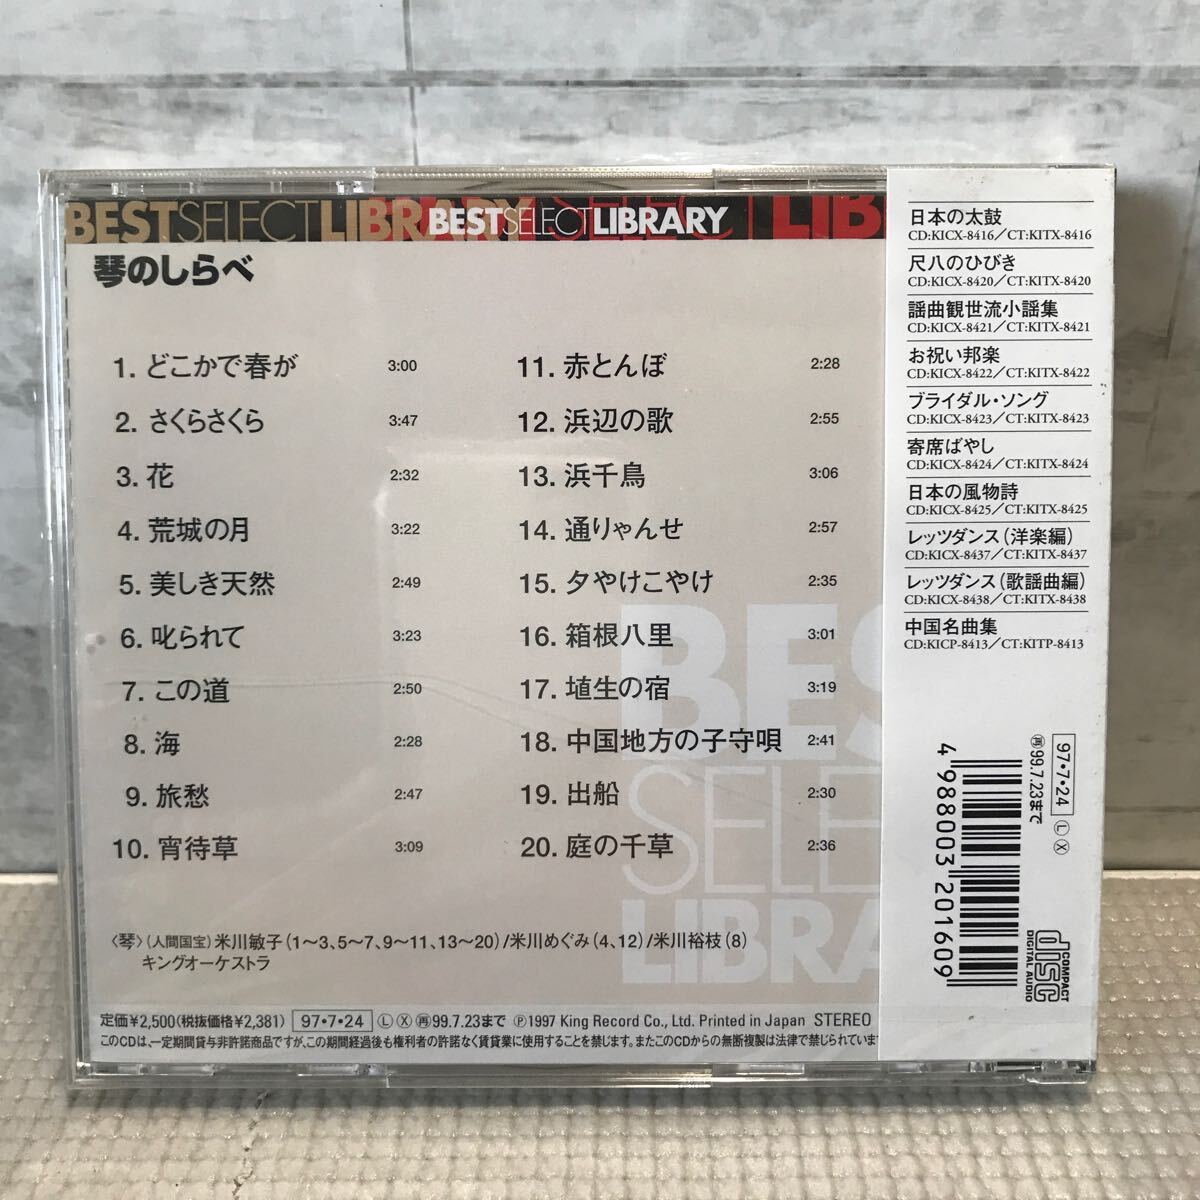 BESTSELECTLIBRARY BESTSELECTLIBRARY
琴のしらべ
1. どこかで春が 3:00
2. さくらさくら 3:47
3. 花 2:32
4. 荒城の月 3:22
5. 美しき天然 2:49
6. 叱られて 3:23
7. この道 2:50
8. 海 2:28
9. 旅愁 2:47
10. 宵待草 3:09
11. 赤とんぼ 2:28
12. 浜辺の歌 2:55
13. 浜千鳥 3:06
14. 通りゃんせ 2:57
15. 夕やけこやけ 2:35
16. 箱根八里 3:01
17. 埴生の宿 3:19
18. 中国地方の子守唄 2:41
19. 出船 2:30
20. 庭の千草 2:36
〈琴〉(人間国宝)米川敏子(1〜3、5〜7、9〜11、13〜20)/米川めぐみ(4、12)/米川裕枝(8)
キングオーケストラ
定価¥2,500(税抜価格¥2,381) 97・7・24 Ⓛ Ⓧ ㊞99.7.23まで ℗1997 King Record Co., Ltd. Printed in Japan STEREO
このCDは、一定期間貸与非許諾商品ですが、この期間経過後も権利者の許諾なく賃貸業に使用することを禁じます。またこのCDからの無断複製は法律で禁じられています
日本の太鼓
CD:KICX-8416/CT:KITX-8416
尺八のひびき
CD:KICX-8420/CT:KITX-8420
謡曲観世流小謡集
CD:KICX-8421/CT:KITX-8421
お祝い邦楽
CD:KICX-8422/CT:KITX-8422
ブライダル・ソング
CD:KICX-8423/CT:KITX-8423
寄席ばやし
CD:KICX-8424/CT:KITX-8424
日本の風物詩
CD:KICX-8425/CT:KITX-8425
レッツダンス(洋楽編)
CD:KICX-8437/CT:KITX-8437
レッツダンス(歌謡曲編)
CD:KICX-8438/CT:KITX-8438
中国名曲集
CD:KICP-8413/CT:KITP-8413
97・7・24 Ⓛ Ⓧ
㊞99.7.23まで
4 988003 201609
COMPACT
disc
DIGITAL AUDIO